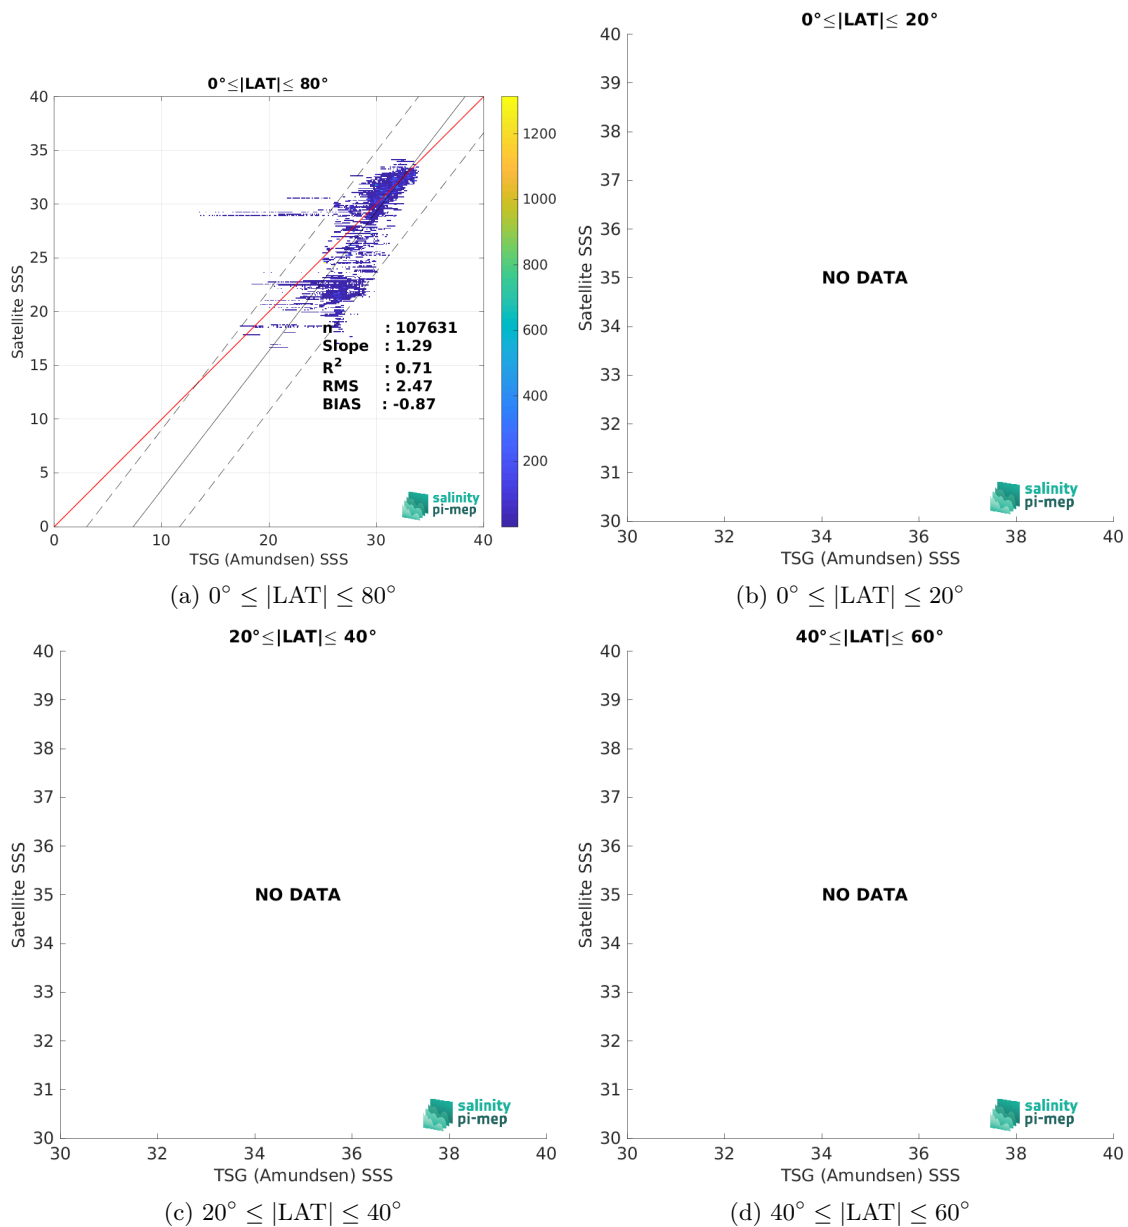 0°≤|LAT|≤ 80°
40
35
30
25
20
15
10
5
0
0
10
20
30
40
Satellite SSS
TSG (Amundsen) SSS
n : 107631
Slope : 1.29
R2 : 0.71
RMS : 2.47
BIAS : -0.87
1200
1000
800
600
400
200
salinity
pi-mep
(a) 0° ≤ |LAT| ≤ 80°
0°≤|LAT|≤ 20°
40
39
38
37
36
35
34
33
32
31
30
30
32
34
36
38
40
Satellite SSS
NO DATA
TSG (Amundsen) SSS
salinity
pi-mep
(b) 0° ≤ |LAT| ≤ 20°
20°≤|LAT|≤ 40°
40
39
38
37
36
35
34
33
32
31
30
30
32
34
36
38
40
Satellite SSS
NO DATA
TSG (Amundsen) SSS
salinity
pi-mep
(c) 20° ≤ |LAT| ≤ 40°
40°≤|LAT|≤ 60°
40
39
38
37
36
35
34
33
32
31
30
30
32
34
36
38
40
Satellite SSS
NO DATA
TSG (Amundsen) SSS
salinity
pi-mep
(d) 40° ≤ |LAT| ≤ 60°